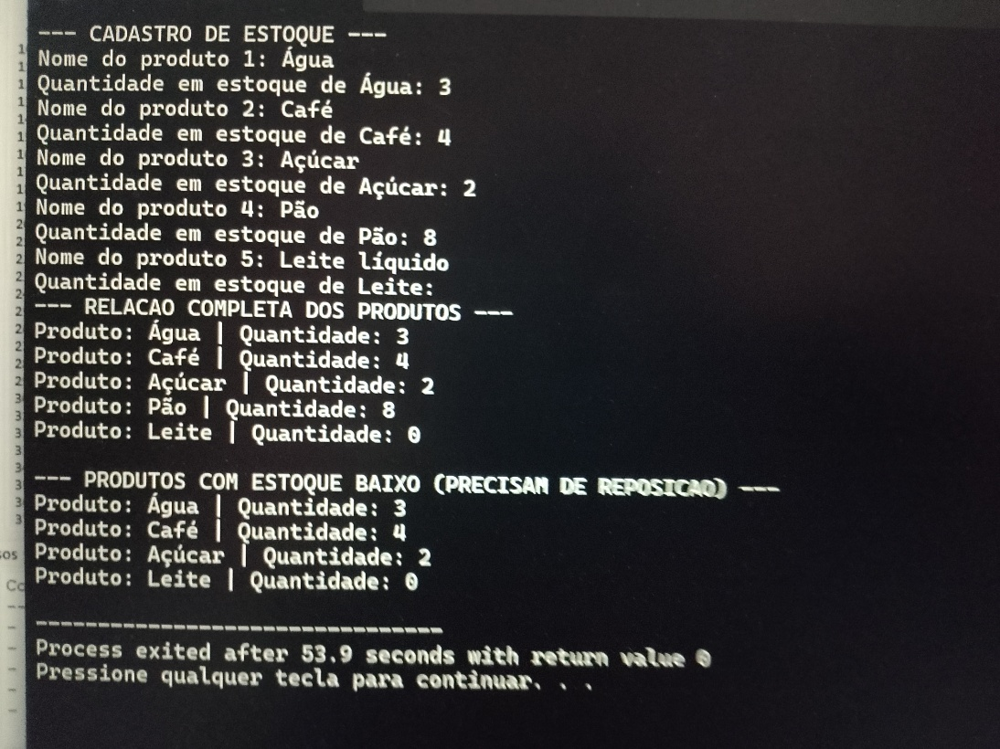 --- CADASTRO DE ESTOQUE ---
Nome do produto 1: Água
Quantidade em estoque de Água: 3
Nome do produto 2: Café
Quantidade em estoque de Café: 4
Nome do produto 3: Açúcar
Quantidade em estoque de Açúcar: 2
Nome do produto 4: Pão
Quantidade em estoque de Pão: 8
Nome do produto 5: Leite líquido
Quantidade em estoque de Leite:
--- RELACAO COMPLETA DOS PRODUTOS ---
Produto: Água | Quantidade: 3
Produto: Café | Quantidade: 4
Produto: Açúcar | Quantidade: 2
Produto: Pão | Quantidade: 8
Produto: Leite | Quantidade: 0
--- PRODUTOS COM ESTOQUE BAIXO (PRECISAM DE REPOSICAO) ---
Produto: Água | Quantidade: 3
Produto: Café | Quantidade: 4
Produto: Açúcar | Quantidade: 2
Produto: Leite | Quantidade: 0
--------------------------------
Process exited after 53.9 seconds with return value 0
Pressione qualquer tecla para continuar. . .